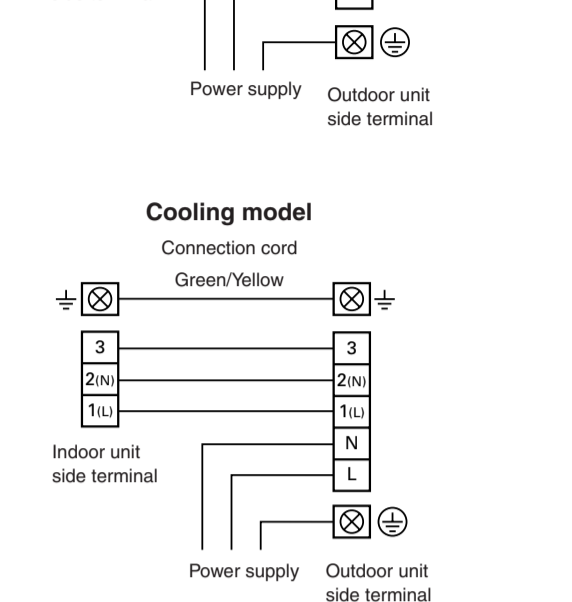 Power supply
Outdoor unit
side terminal
Cooling model
Connection cord
Green/Yellow
3
3
2(N)
2(N)
1(L)
1(L)
N
L
Indoor unit
side terminal
Power supply
Outdoor unit
side terminal